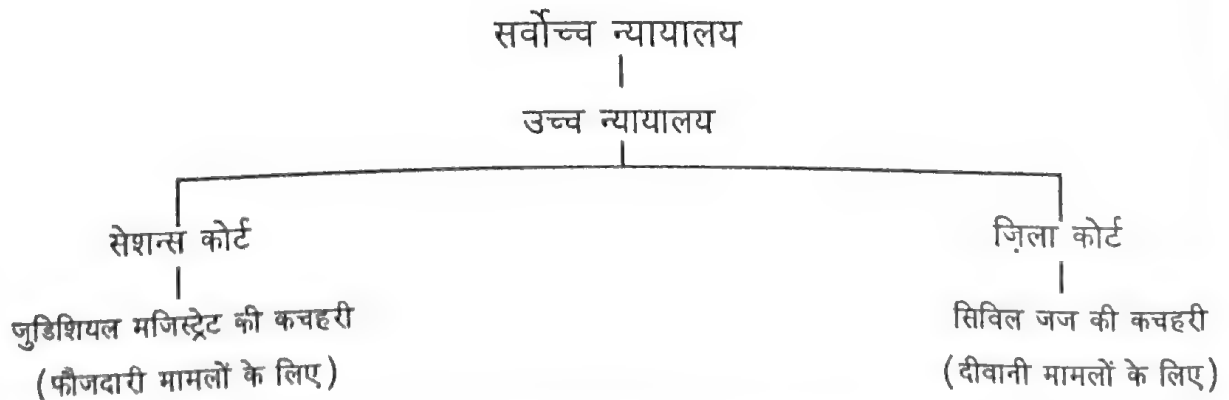 सर्वोच्च न्यायालय
उच्च न्यायालय
सेशन्स कोर्ट
ज़िला कोर्ट
जुडिशियल मजिस्ट्रेट की कचहरी
(फौजदारी मामलों के लिए)
सिविल जज की कचहरी
(दीवानी मामलों के लिए)